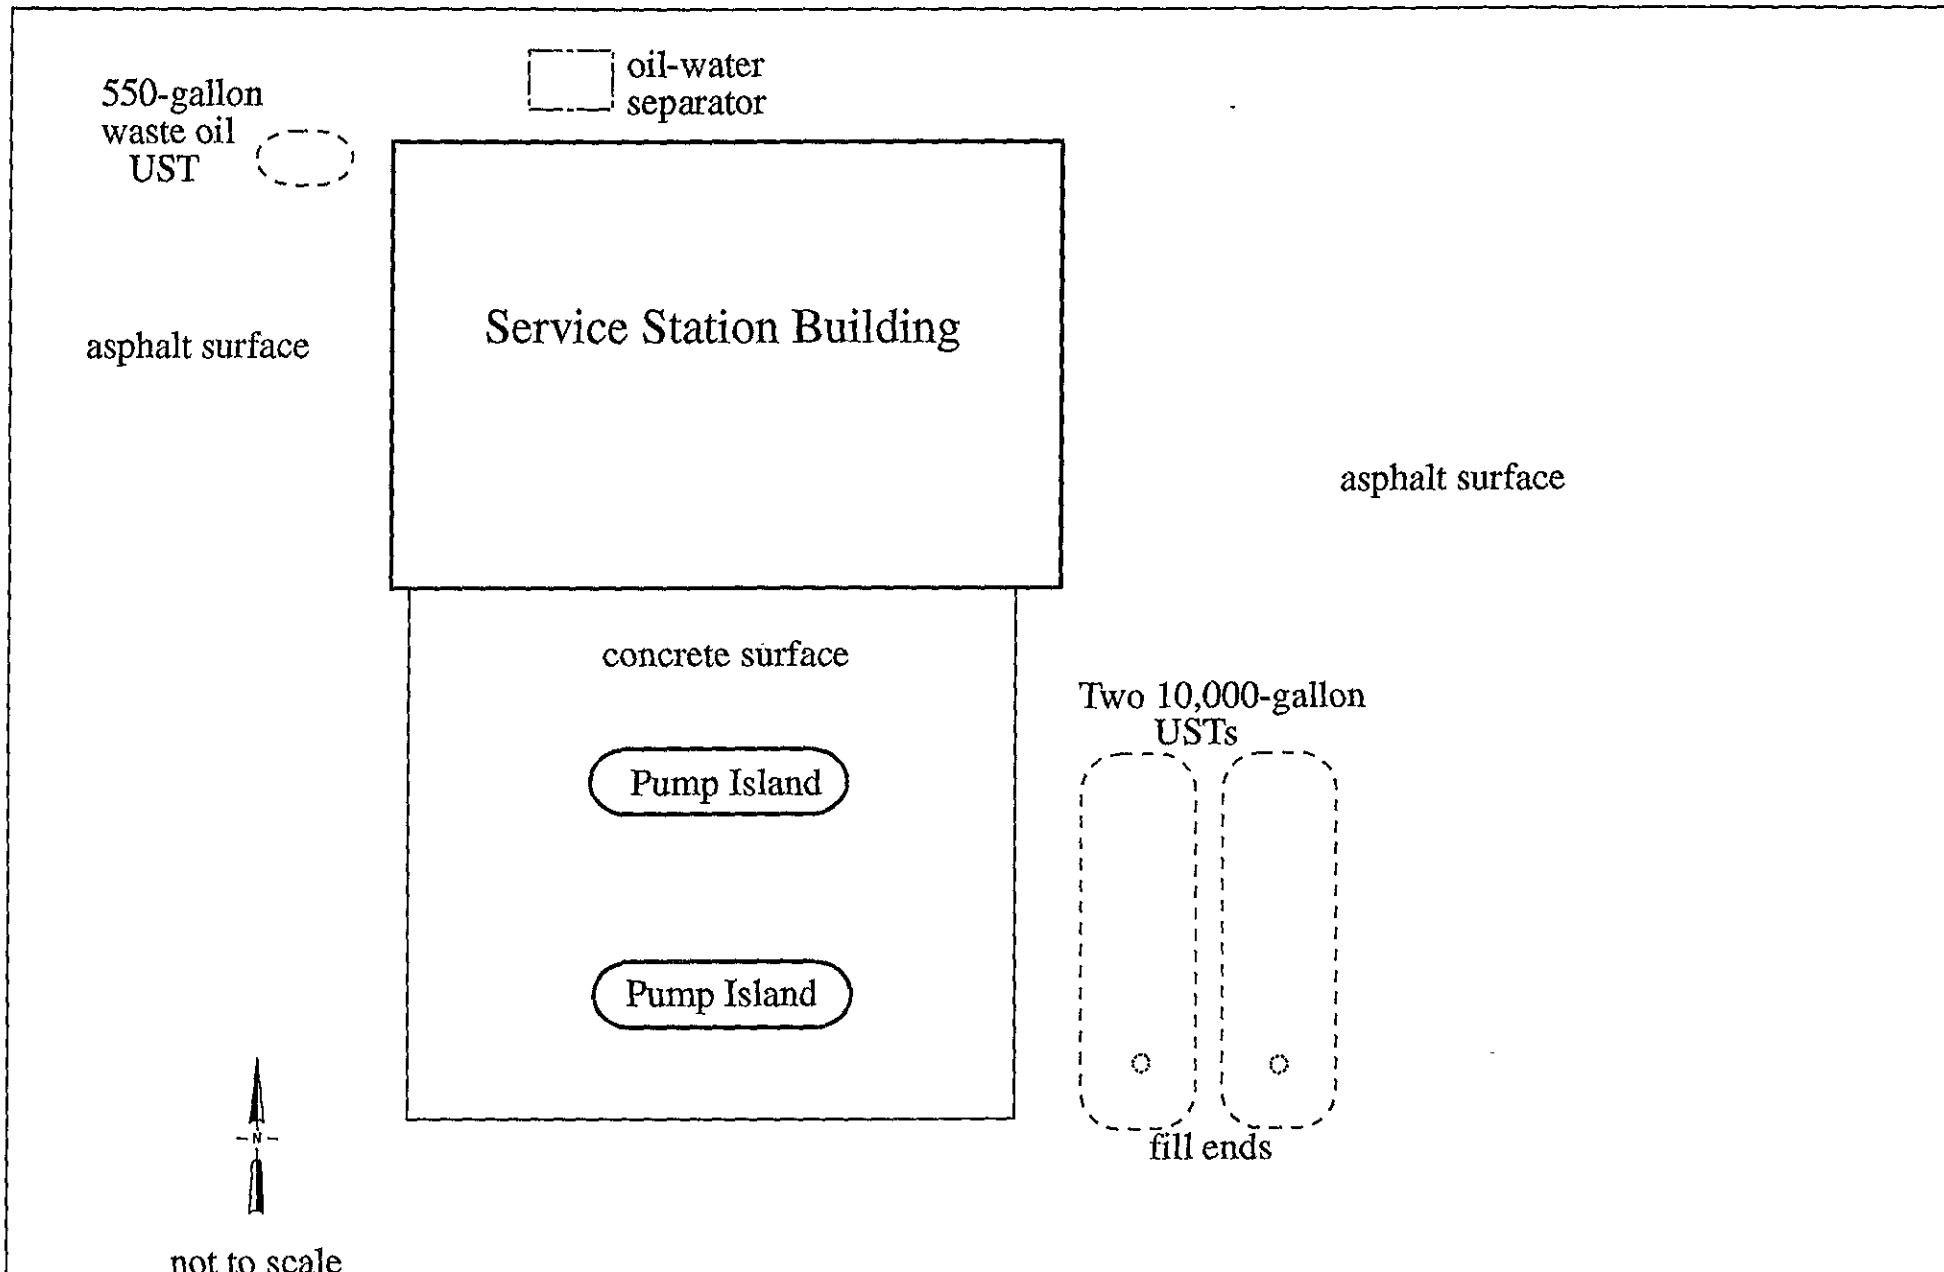 oil-water
separator
550-gallon
waste oil
UST
Service Station Building
asphalt surface
asphalt surface
concrete surface
Two 10,000-gallon
USTs
Pump Island
Pump Island
fill ends
N
not to scale